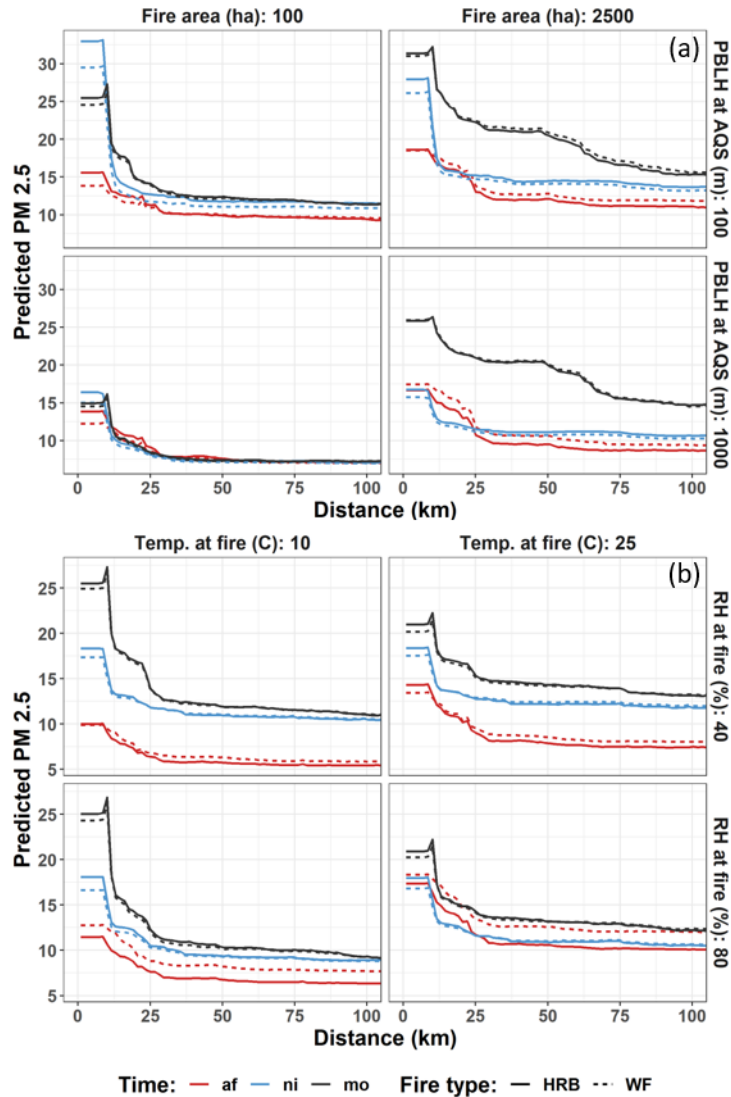 Fire area (ha): 100
Fire area (ha): 2500
(a)
Predicted PM 2.5
30
25
20
15
10
PBLH at AQS (m): 100
30
25
20
15
10
PBLH at AQS (m): 1000
0 25 50 75 100
0 25 50 75 100
Distance (km)
Temp. at fire (C): 10
Temp. at fire (C): 25
(b)
Predicted PM 2.5
25
20
15
10
5
RH at fire (%): 40
25
20
15
10
5
RH at fire (%): 80
0 25 50 75 100
0 25 50 75 100
Distance (km)
Time: af ni mo Fire type: HRB WF